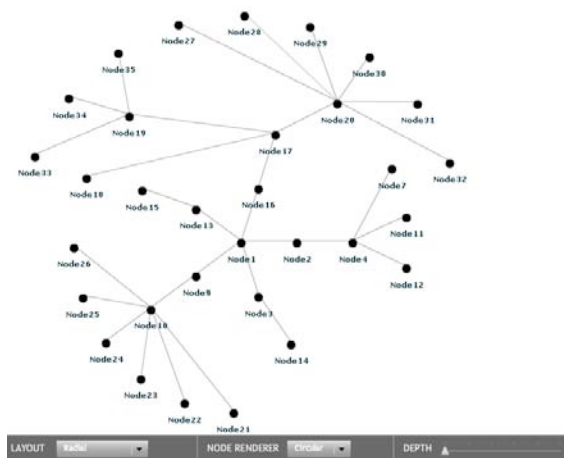 Node28
Node27
Node29
Node30
Node35
Node34
Node20
Node31
Node19
Node17
Node33
Node18
Node32
Node7
Node15
Node16
Node13
Node11
Node1
Node2
Node4
Node26
Node12
Node9
Node25
Node3
Node10
Node24
Node14
Node23
Node22
Node21
LAYOUT Radial NODE RENDERER Circular DEPTH